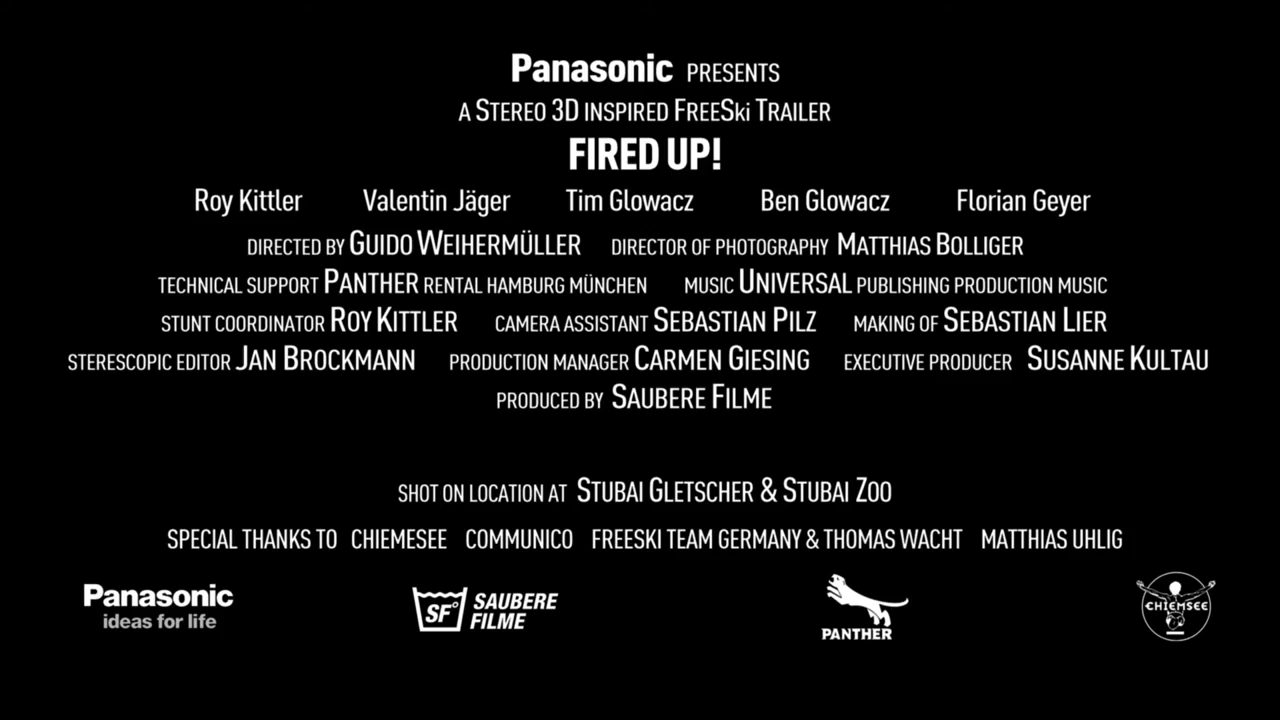 Panasonic PRESENTS
A STEREO 3D INSPIRED FREESki TRAILER
FIRED UP!
Roy Kittler Valentin Jäger Tim Glowacz Ben Glowacz Florian Geyer
DIRECTED BY GUIDO WEIHERMÜLLER DIRECTOR OF PHOTOGRAPHY MATTHIAS BOLLIGER
TECHNICAL SUPPORT PANTHER RENTAL HAMBURG MÜNCHEN MUSIC UNIVERSAL PUBLISHING PRODUCTION MUSIC
STUNT COORDINATOR ROY KITTLER CAMERA ASSISTANT SEBASTIAN PILZ MAKING OF SEBASTIAN LIER
STERESCOPIC EDITOR JAN BROCKMANN PRODUCTION MANAGER CARMEN GIESING EXECUTIVE PRODUCER SUSANNE KULTAU
PRODUCED BY SAUBERE FILME
SHOT ON LOCATION AT STUBAI GLETSCHER & STUBAI ZOO
SPECIAL THANKS TO CHIEMESEE COMMUNICO FREESKI TEAM GERMANY & THOMAS WACHT MATTHIAS UHLIG
Panasonic
ideas for life
SF°
SAUBERE
FILME
PANTHER
CHIEMSEE